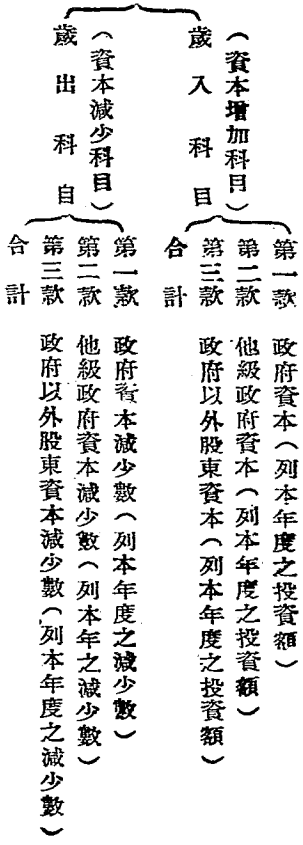 歲入科目
（資本增加科目）
第一款　政府資本（列本年度之投資額）
第二款　他級政府資本（列本年度之投資額）
第三款　政府以外股東資本（列本年度之投資額）
合計
（資本減少科目）
歲出科自
第一款　政府資本減少數（列本年度之減少數）
第二款　他級政府資本減少數（列本年之減少數）
第三款　政府以外股東資本減少數（列本年度之減少數）
合計